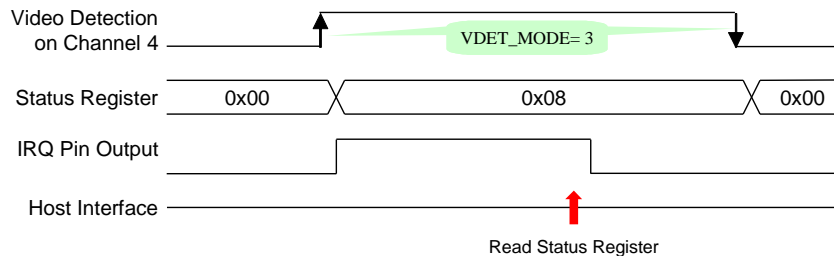 Video Detection
on Channel 4
VDET_MODE= 3
Status Register
0x00
0x08
0x00
IRQ Pin Output
Host Interface
Read Status Register